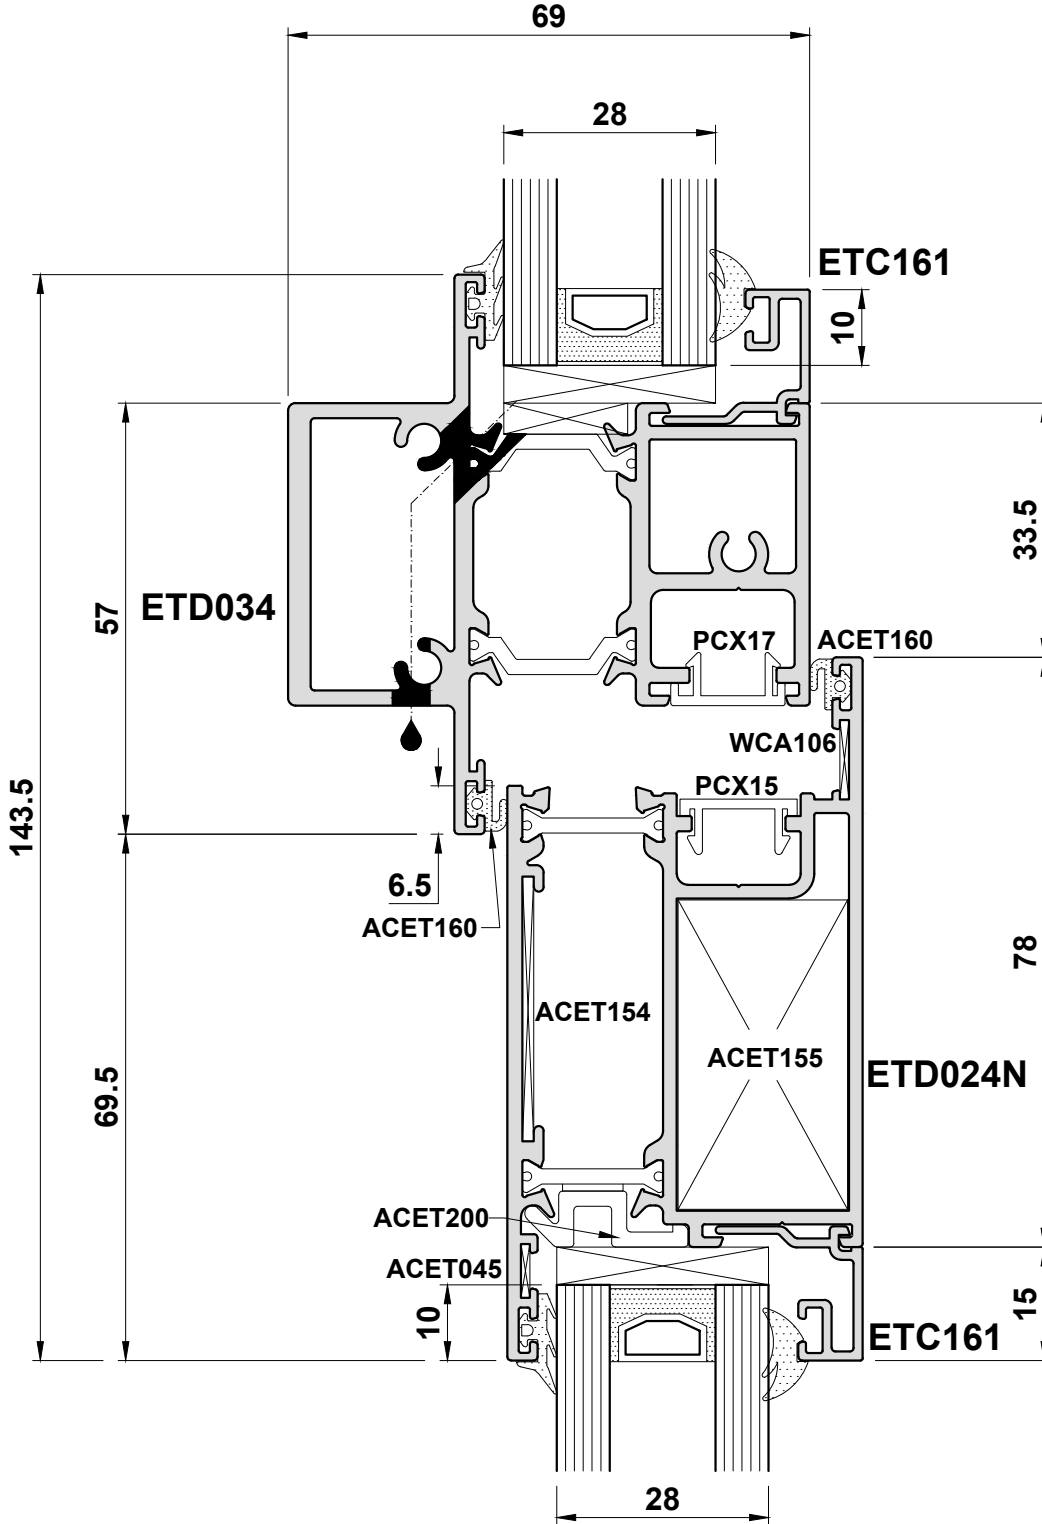 69
28
ETC161
10
33.5
57
ETD034
PCX17
ACET160
WCA106
PCX15
143.5
6.5
ACET160
78
ACET154
ACET155
ETD024N
69.5
ACET200
ACET045
10
15
ETC161
28